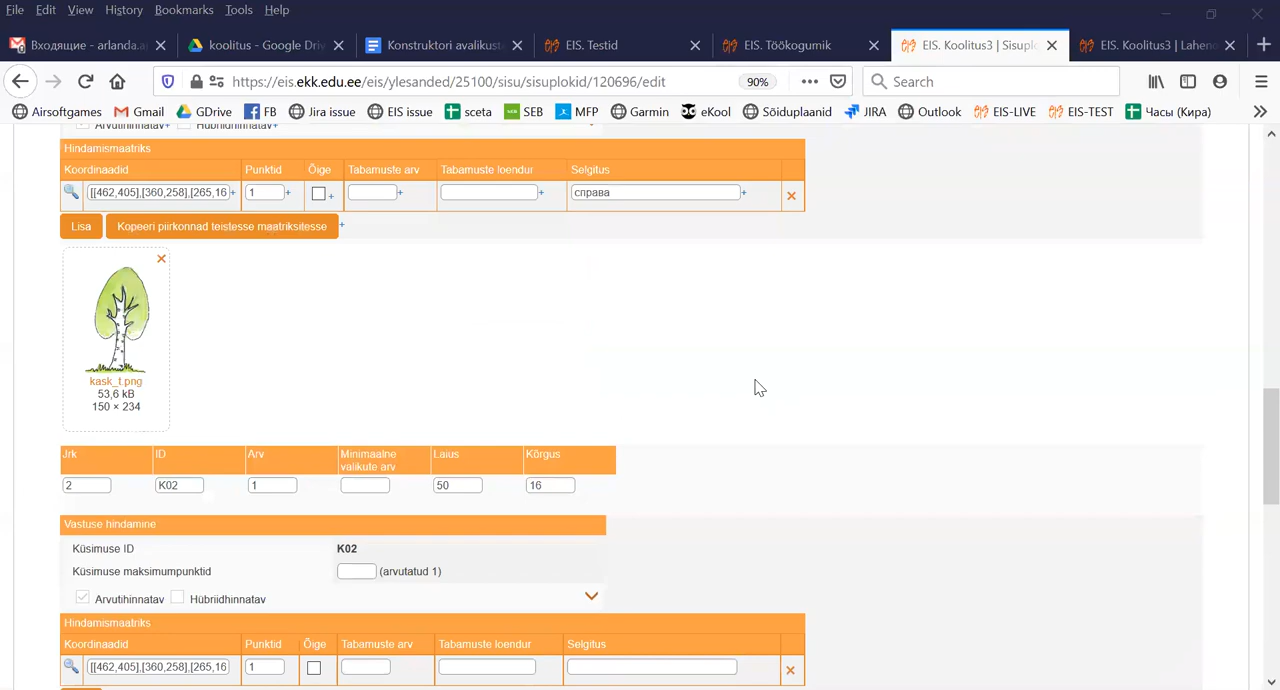 File Edit View History Bookmarks Tools Help
Входящие - arlanda.a
koolitus - Google Driv
Konstruktori avalikust
EIS. Testid
EIS. Töökogumik
EIS. Koolitus3 | Sisuplo
EIS. Koolitus3 | Lahend
https://eis.ekk.edu.ee/eis/ylesanded/25100/sisu/sisuplokid/120696/edit
90%
Search
Airsoftgames Gmail GDrive FB Jira issue EIS issue sceta SEB MFP Garmin eKool Sõiduplaanid JIRA Outlook EIS-LIVE EIS-TEST Часы (Кира)
Arvutihinnatav+ Hübriidhinnatav+
Hindamismaatriks
Koordinaadid Punktid Õige Tabamuste arv Tabamuste loendur Selgitus
[[462,405],[360,258],[265,16 + 1 + + + + справа +
Lisa Kopeeri piirkonnad teistesse maatriksitesse +
kask_t.png
53,6 kB
150 × 234
Jrk ID Arv Minimaalne valikute arv Laius Kõrgus
2 K02 1 50 16
Vastuse hindamine
Küsimuse ID K02
Küsimuse maksimumpunktid (arvutatud 1)
Arvutihinnatav Hübriidhinnatav
Hindamismaatriks
Koordinaadid Punktid Õige Tabamuste arv Tabamuste loendur Selgitus
[[462,405],[360,258],[265,16 1